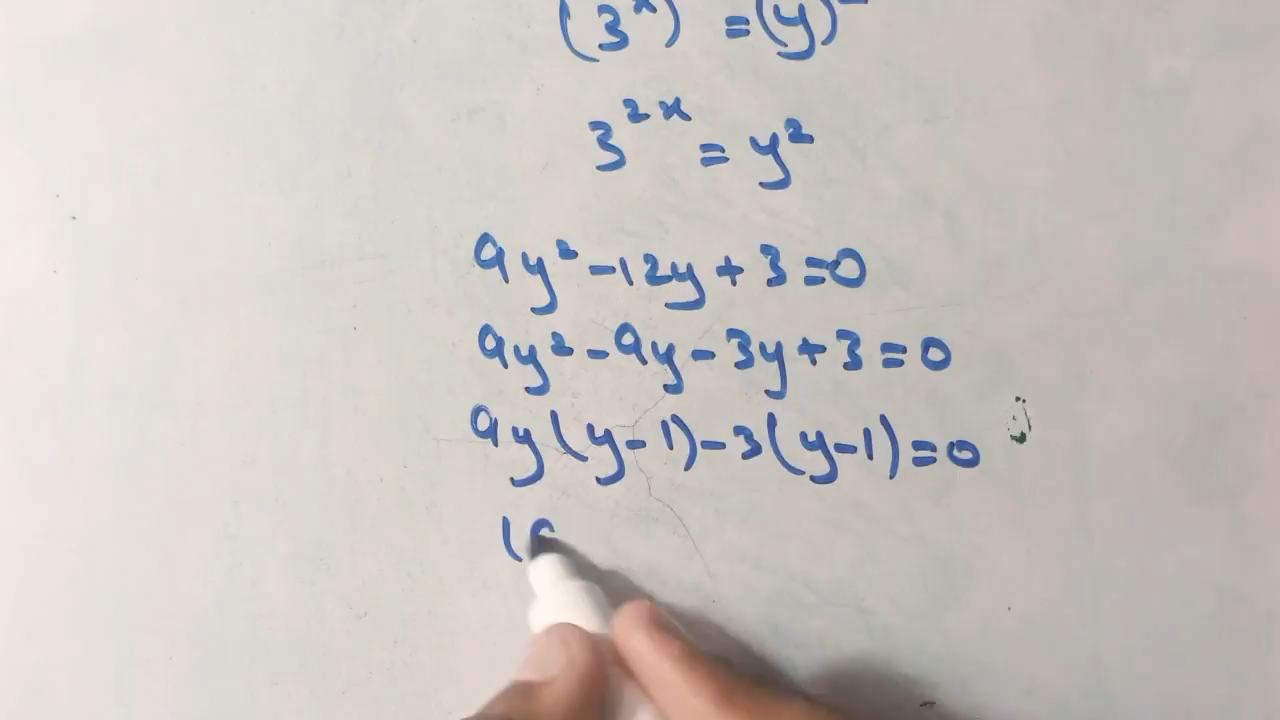 (3^x) = (y)
3^2x = y^2
9y^2 - 12y + 3 = 0
9y^2 - 9y - 3y + 3 = 0
9y(y-1) - 3(y-1) = 0
(